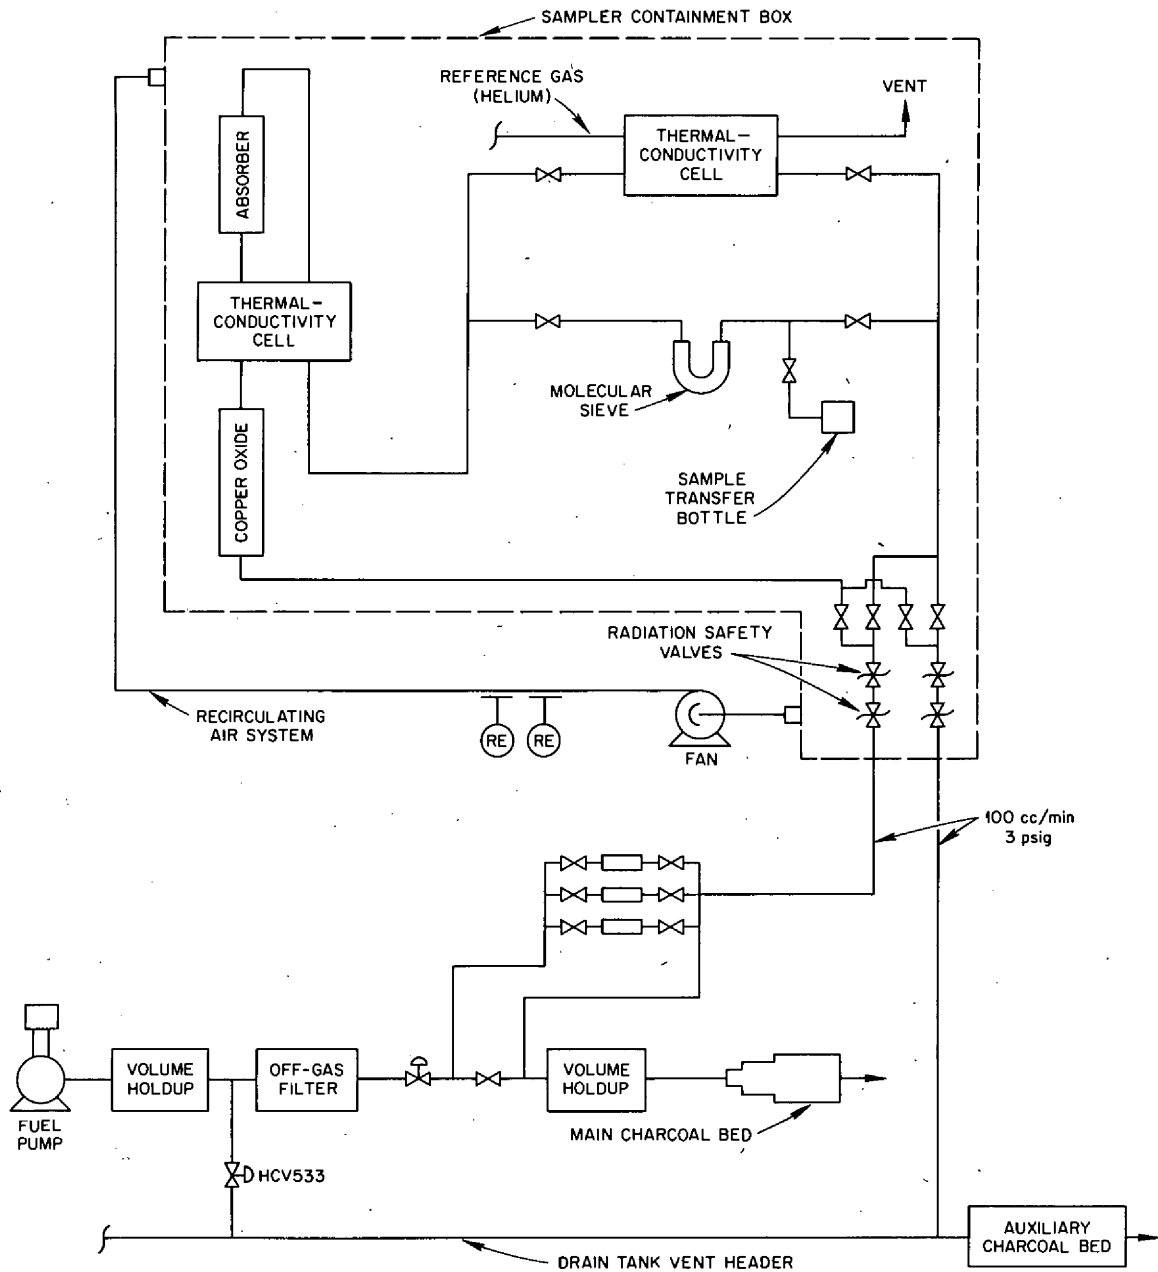 SAMPLER CONTAINMENT BOX
REFERENCE GAS
(HELIUM)
VENT
ABSORBER
THERMAL-
CONDUCTIVITY
CELL
THERMAL-
CONDUCTIVITY
CELL
MOLECULAR
SIEVE
COPPER OXIDE
SAMPLE
TRANSFER
BOTTLE
RADIATION SAFETY
VALVES
RECIRCULATING
AIR SYSTEM
RE
RE
FAN
100 cc/min
3 psig
VOLUME
HOLDUP
OFF-GAS
FILTER
VOLUME
HOLDUP
FUEL
PUMP
MAIN CHARCOAL BED
HCV533
AUXILIARY
CHARCOAL BED
DRAIN TANK VENT HEADER